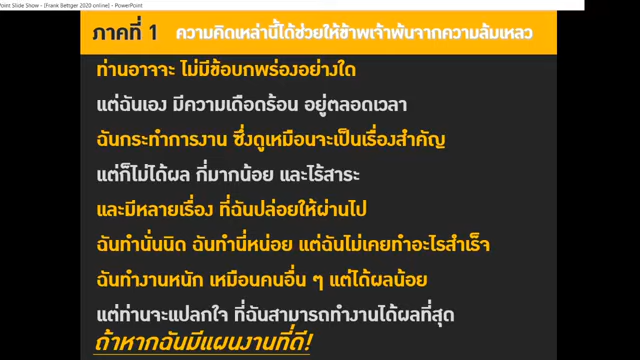 Point Slide Show - [Frank Bettger 2020 online] - PowerPoint
ภาคที่ 1 ความคิดเหล่านี้ได้ช่วยให้ข้าพเจ้าพ้นจากความล้มเหลว
ท่านอาจจะ ไม่มีข้อบกพร่องอย่างใด
แต่ฉันเอง มีความเดือดร้อน อยู่ตลอดเวลา
ฉันกระทำการงาน ซึ่งดูเหมือนจะเป็นเรื่องสำคัญ
แต่ก็ไม่ได้ผล กี่มากน้อย และไร้สาระ
และมีหลายเรื่อง ที่ฉันปล่อยให้ผ่านไป
ฉันทำนั่นนิด ฉันทำนี่หน่อย แต่ฉันไม่เคยทำอะไรสำเร็จ
ฉันทำงานหนัก เหมือนคนอื่น ๆ แต่ได้ผลน้อย
แต่ท่านจะแปลกใจ ที่ฉันสามารถทำงานได้ผลที่สุด
ถ้าหากฉันมีแผนงานที่ดี!